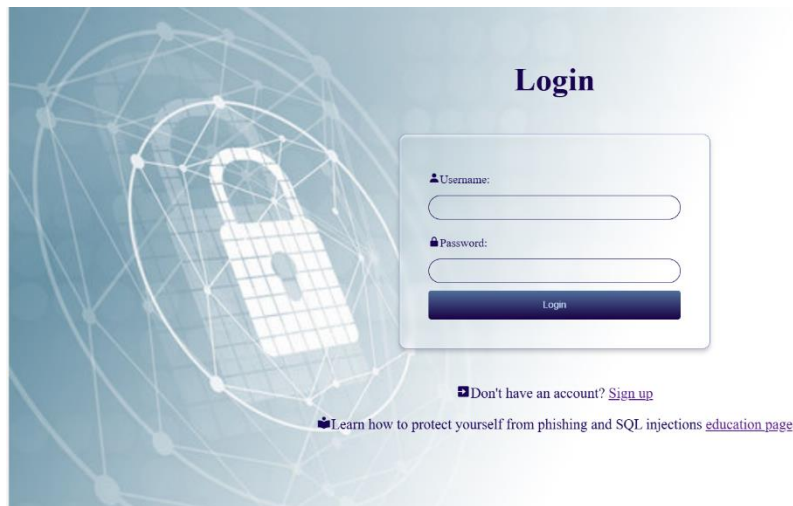 Login
Username:
Password:
Login
Don't have an account? Sign up
Learn how to protect yourself from phishing and SQL injections education page